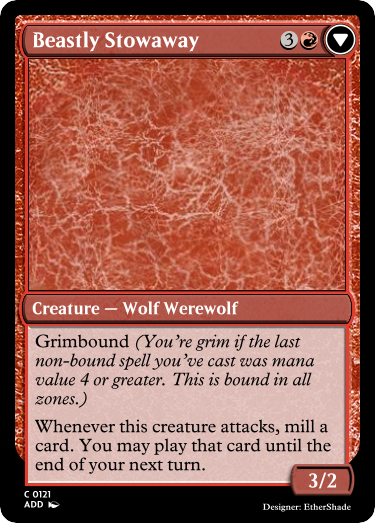 Beastly Stowaway
3
Creature — Wolf Werewolf
Grimbound (You're grim if the last
non-bound spell you've cast was mana
value 4 or greater. This is bound in all
zones.)
Whenever this creature attacks, mill a
card. You may play that card until the
end of your next turn.
3/2
C 0121
ADD
Designer: EtherShade